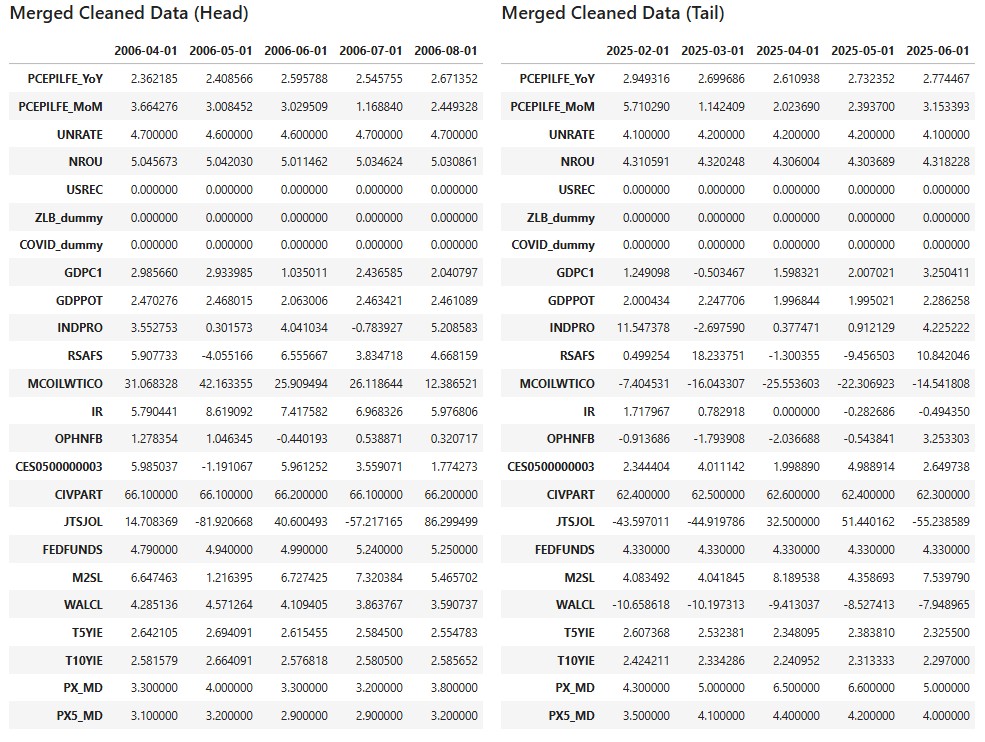 Merged Cleaned Data (Head)
2006-04-01 2006-05-01 2006-06-01 2006-07-01 2006-08-01
PCEPILFE_YoY 2.362185 2.408566 2.595788 2.545755 2.671352
PCEPILFE_MoM 3.664276 3.008452 3.029509 1.168840 2.449328
UNRATE 4.700000 4.600000 4.600000 4.700000 4.700000
NROU 5.045673 5.042030 5.011462 5.034624 5.030861
USREC 0.000000 0.000000 0.000000 0.000000 0.000000
ZLB_dummy 0.000000 0.000000 0.000000 0.000000 0.000000
COVID_dummy 0.000000 0.000000 0.000000 0.000000 0.000000
GDPC1 2.985660 2.933985 1.035011 2.436585 2.040797
GDPPOT 2.470276 2.468015 2.063006 2.463421 2.461089
INDPRO 3.552753 0.301573 4.041034 -0.783927 5.208583
RSAFS 5.907733 -4.055166 6.555667 3.834718 4.668159
MCOILWTICO 31.068328 42.163355 25.909494 26.118644 12.386521
IR 5.790441 8.619092 7.417582 6.968326 5.976806
OPHNFB 1.278354 1.046345 -0.440193 0.538871 0.320717
CES0500000003 5.985037 -1.191067 5.961252 3.559071 1.774273
CIVPART 66.100000 66.100000 66.200000 66.100000 66.200000
JTSJOL 14.708369 -81.920668 40.600493 -57.217165 86.299499
FEDFUNDS 4.790000 4.940000 4.990000 5.240000 5.250000
M2SL 6.647463 1.216395 6.727425 7.320384 5.465702
WALCL 4.285136 4.571264 4.109405 3.863767 3.590737
T5YIE 2.642105 2.694091 2.615455 2.584500 2.554783
T10YIE 2.581579 2.664091 2.576818 2.580500 2.585652
PX_MD 3.300000 4.000000 3.300000 3.200000 3.800000
PX5_MD 3.100000 3.200000 2.900000 2.900000 3.200000
Merged Cleaned Data (Tail)
2025-02-01 2025-03-01 2025-04-01 2025-05-01 2025-06-01
PCEPILFE_YoY 2.949316 2.699686 2.610938 2.732352 2.774467
PCEPILFE_MoM 5.710290 1.142409 2.023690 2.393700 3.153393
UNRATE 4.100000 4.200000 4.200000 4.200000 4.100000
NROU 4.310591 4.320248 4.306004 4.303689 4.318228
USREC 0.000000 0.000000 0.000000 0.000000 0.000000
ZLB_dummy 0.000000 0.000000 0.000000 0.000000 0.000000
COVID_dummy 0.000000 0.000000 0.000000 0.000000 0.000000
GDPC1 1.249098 -0.503467 1.598321 2.007021 3.250411
GDPPOT 2.000434 2.247706 1.996844 1.995021 2.286258
INDPRO 11.547378 -2.697590 0.377471 0.912129 4.225222
RSAFS 0.499254 18.233751 -1.300355 -9.456503 10.842046
MCOILWTICO -7.404531 -16.043307 -25.553603 -22.306923 -14.541808
IR 1.717967 0.782918 0.000000 -0.282686 -0.494350
OPHNFB -0.913686 -1.793908 -2.036688 -0.543841 3.253303
CES0500000003 2.344404 4.011142 1.998890 4.988914 2.649738
CIVPART 62.400000 62.500000 62.600000 62.400000 62.300000
JTSJOL -43.597011 -44.919786 32.500000 51.440162 -55.238589
FEDFUNDS 4.330000 4.330000 4.330000 4.330000 4.330000
M2SL 4.083492 4.041845 8.189538 4.358693 7.539790
WALCL -10.658618 -10.197313 -9.413037 -8.527413 -7.948965
T5YIE 2.607368 2.532381 2.348095 2.383810 2.325500
T10YIE 2.424211 2.334286 2.240952 2.313333 2.297000
PX_MD 4.300000 5.000000 6.500000 6.600000 5.000000
PX5_MD 3.500000 4.100000 4.400000 4.200000 4.000000